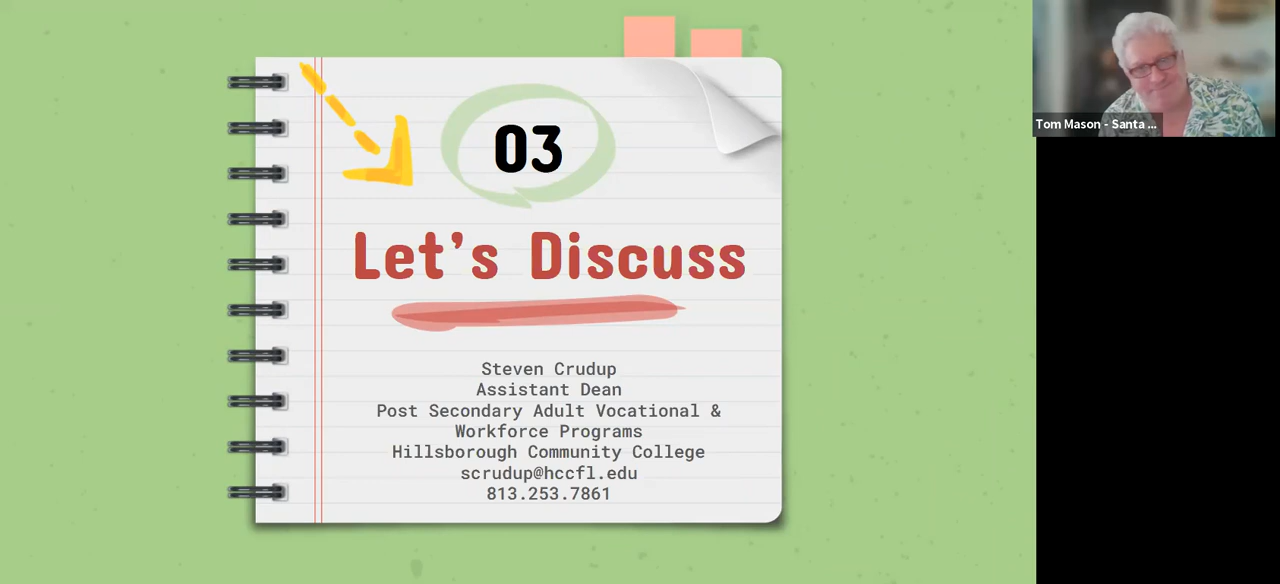 03
Let's Discuss
Steven Crudup
Assistant Dean
Post Secondary Adult Vocational &
Workforce Programs
Hillsborough Community College
scrudup@hccfl.edu
813.253.7861
Tom Mason - Santa ...